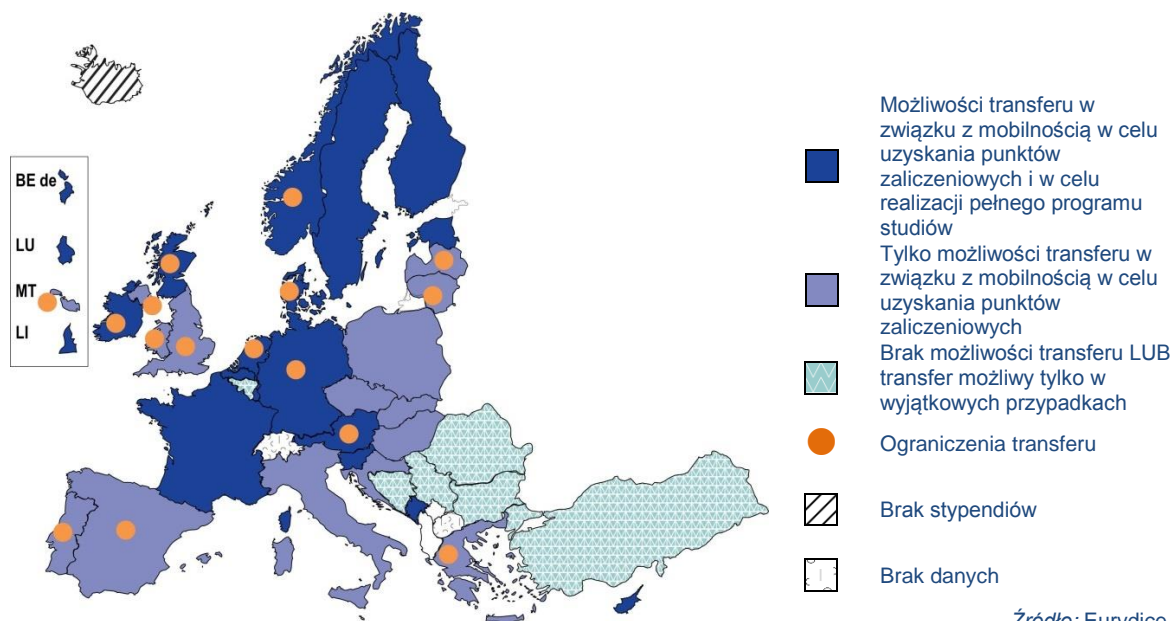 BE de
LU
MT
LI
Możliwości transferu w
związku z mobilnością w celu
uzyskania punktów
zaliczeniowych i w celu
realizacji pełnego programu
studiów
Tylko możliwości transferu w
związku z mobilnością w celu
uzyskania punktów
zaliczeniowych
Brak możliwości transferu LUB
transfer możliwy tylko w
wyjątkowych przypadkach
Ograniczenia transferu
Brak stypendiów
Brak danych
Źródło: Eurydice